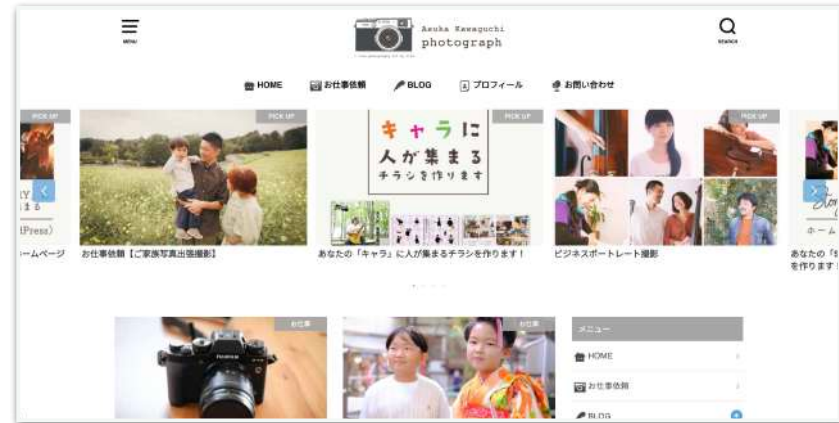 MENU
Asuka Kawaguchi
photograph
SEARCH
HOME
お仕事依頼
BLOG
プロフィール
お問い合わせ
PICK UP
PICK UP
PICK UP
PICK UP
キャラに
人が集まる
チラシを作ります
ームページ
お仕事依頼【ご家族写真出張撮影】
あなたの「キャラ」に人が集まるチラシを作ります！
ビジネスポートレート撮影
ホーム
を作ります
お仕事
お仕事
メニュー
FUJIFILM
HOME
お仕事依頼
BLOG